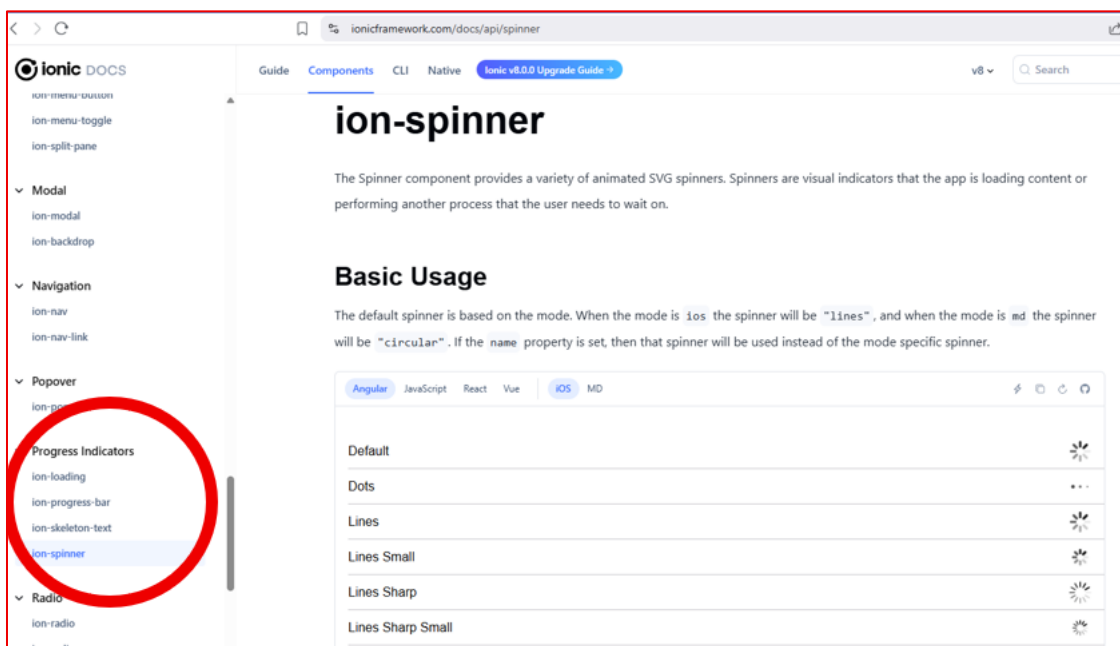 ionicframework.com/docs/api/spinner
ionic DOCS
Guide Components CLI Native Ionic v8.0.0 Upgrade Guide → v8 Search
ion-menu-button
ion-menu-toggle
ion-split-pane
Modal
ion-modal
ion-backdrop
Navigation
ion-nav
ion-nav-link
Popover
Progress Indicators
ion-loading
ion-progress-bar
ion-skeleton-text
ion-spinner
Radio
ion-radio
ion-spinner
The Spinner component provides a variety of animated SVG spinners. Spinners are visual indicators that the app is loading content or
performing another process that the user needs to wait on.
Basic Usage
The default spinner is based on the mode. When the mode is ios the spinner will be "lines", and when the mode is md the spinner
will be "circular". If the name property is set, then that spinner will be used instead of the mode specific spinner.
Angular JavaScript React Vue iOS MD
Default
Dots
Lines
Lines Small
Lines Sharp
Lines Sharp Small